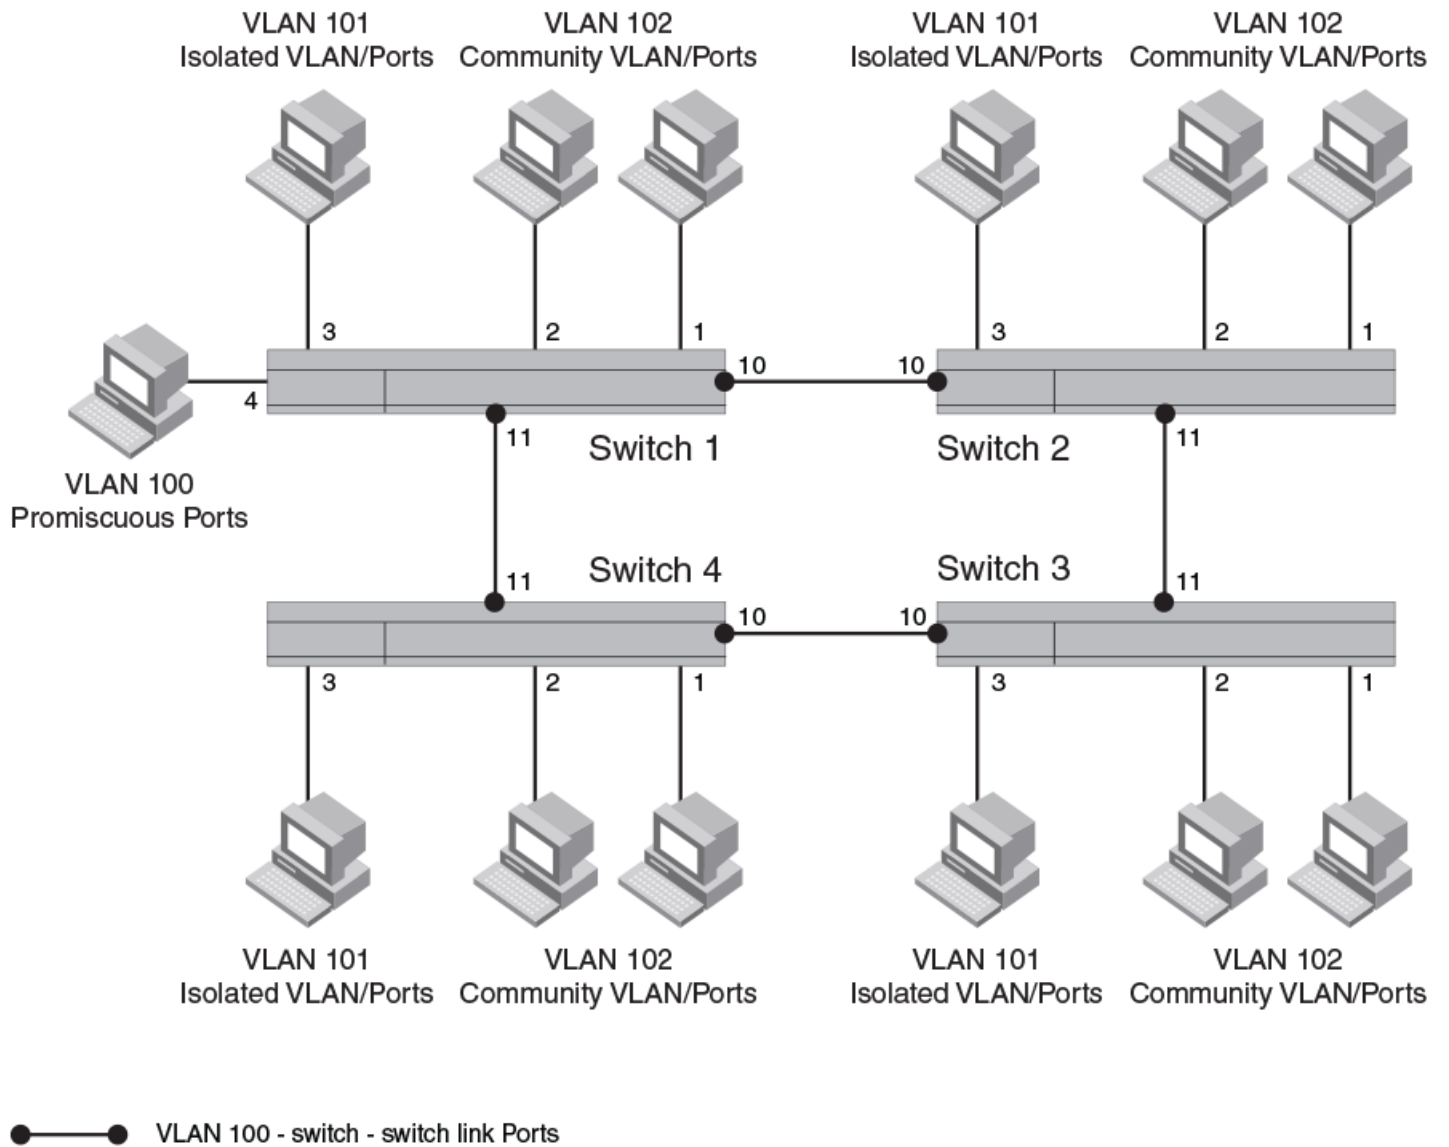 VLAN 101
Isolated VLAN/Ports
VLAN 102
Community VLAN/Ports
VLAN 101
Isolated VLAN/Ports
VLAN 102
Community VLAN/Ports
3
2
1
3
2
1
10
10
4
11
Switch 1
Switch 2
11
VLAN 100
Promiscuous Ports
11
Switch 4
Switch 3
11
10
10
3
2
1
3
2
1
VLAN 101
Isolated VLAN/Ports
VLAN 102
Community VLAN/Ports
VLAN 101
Isolated VLAN/Ports
VLAN 102
Community VLAN/Ports
VLAN 100 - switch - switch link Ports